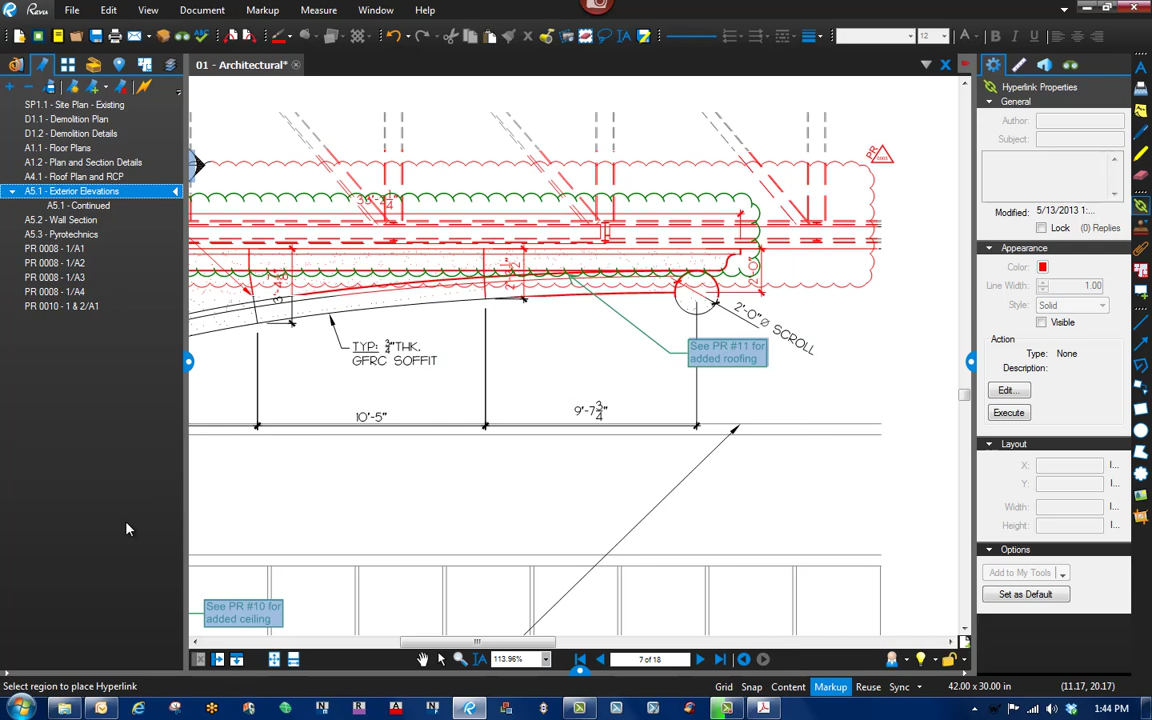 Revu File Edit View Document Markup Measure Window Help
12
01 - Architectural*
SP1.1 - Site Plan - Existing
D1.1 - Demolition Plan
D1.2 - Demolition Details
A1.1 - Roor Plans
A1.2 - Plan and Section Details
A4.1 - Roof Plan and RCP
A5.1 - Exterior Elevations
A5.1 - Continued
A5.2 - Wall Section
A5.3 - Pyrotechnics
PR 0008 - 1/A1
PR 0008 - 1/A2
PR 0008 - 1/A3
PR 0008 - 1/A4
PR 0010 - 1 & 2/A1
PR
2'-0"
2'-0"Ø SCROLL
TYP: 3/4" THK.
GFRC SOFFIT
See PR #11 for
added roofing
10'-5"
9'-7 3/4"
See PR #10 for
added ceiling
Hyperlink Properties
General
Author:
Subject:
Modified: 5/13/2013 1:...
Lock (0) Replies
Appearance
Color:
Line Width: 1.00
Style: Solid
Visible
Action
Type: None
Description:
Edit...
Execute
Layout
X: I...
Y: I...
Width: I...
Height: I...
Options
Add to My Tools
Set as Default
113.96% 7 of 18
Select region to place Hyperlink Grid Snap Content Markup Reuse Sync 42.00 x 30.00 in (11.17, 20.17)
1:44 PM